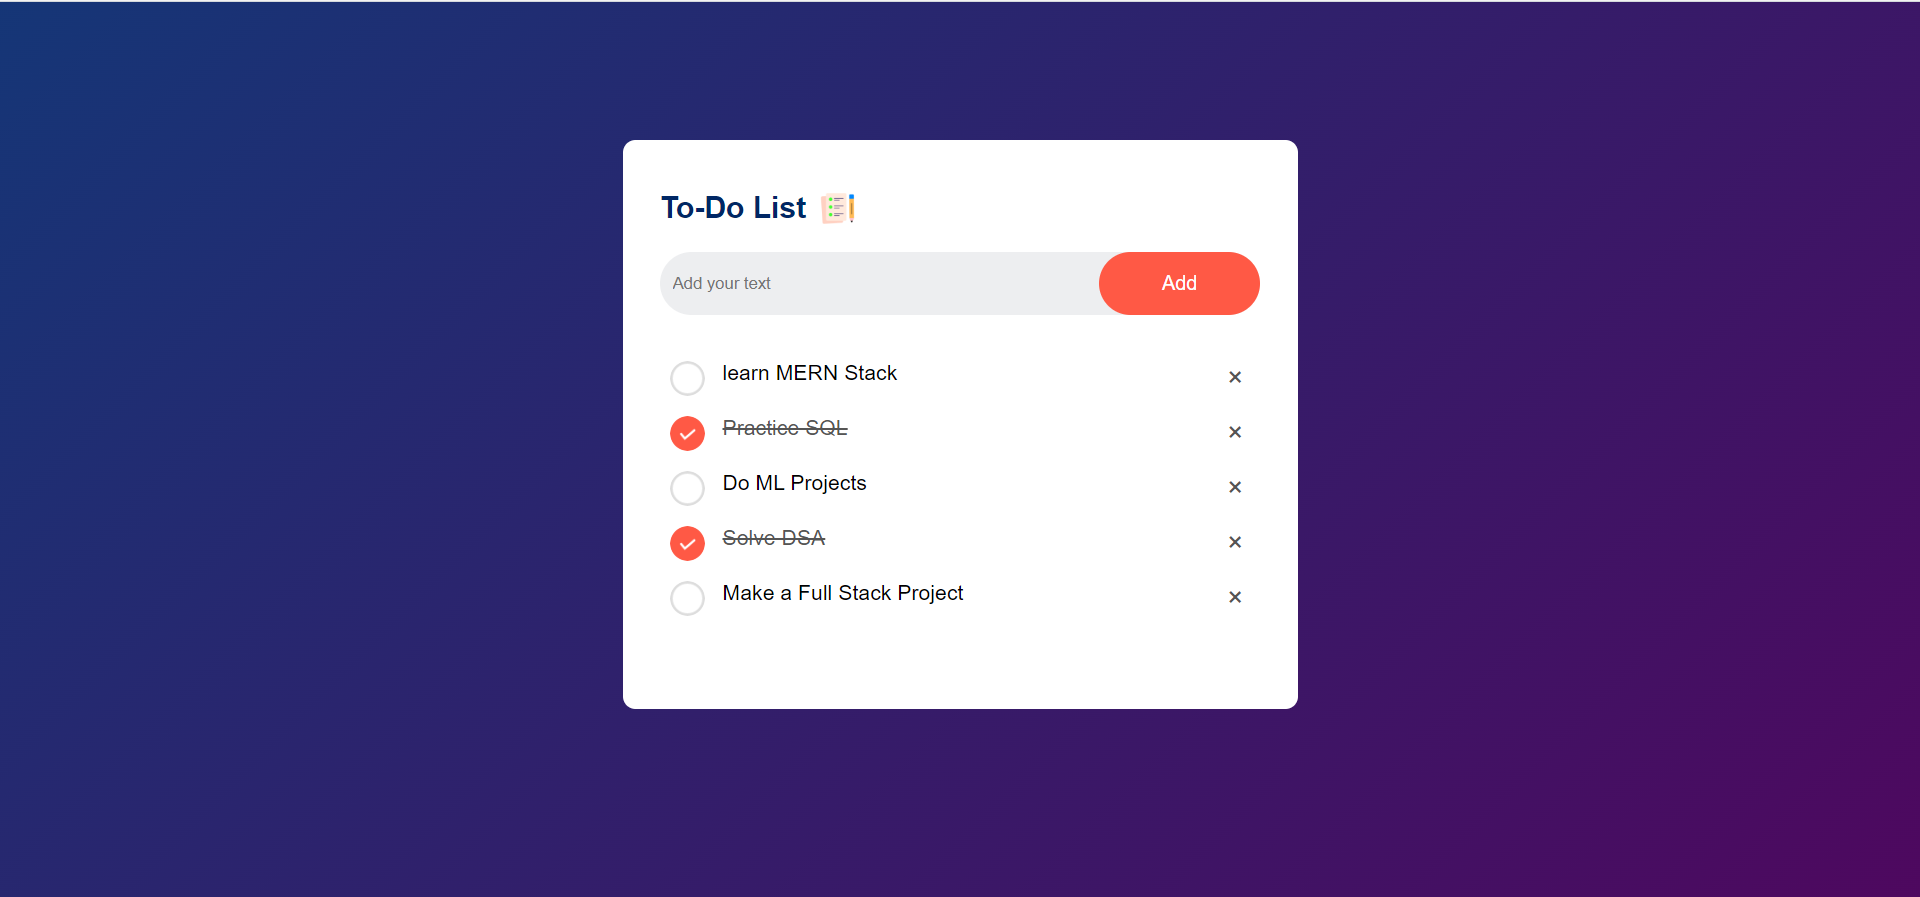 To-Do List
Add your text
Add
learn MERN Stack
×
Practice SQL
×
Do ML Projects
×
Solve DSA
×
Make a Full Stack Project
×